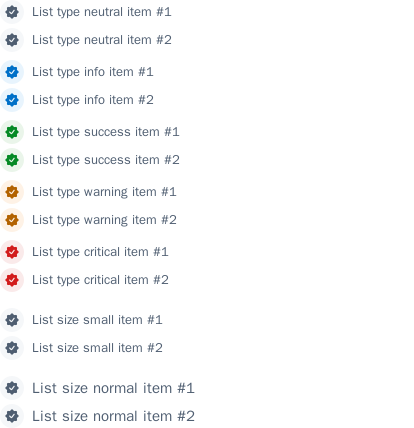 List type neutral item #1
List type neutral item #2
List type info item #1
List type info item #2
List type success item #1
List type success item #2
List type warning item #1
List type warning item #2
List type critical item #1
List type critical item #2
List size small item #1
List size small item #2
List size normal item #1
List size normal item #2